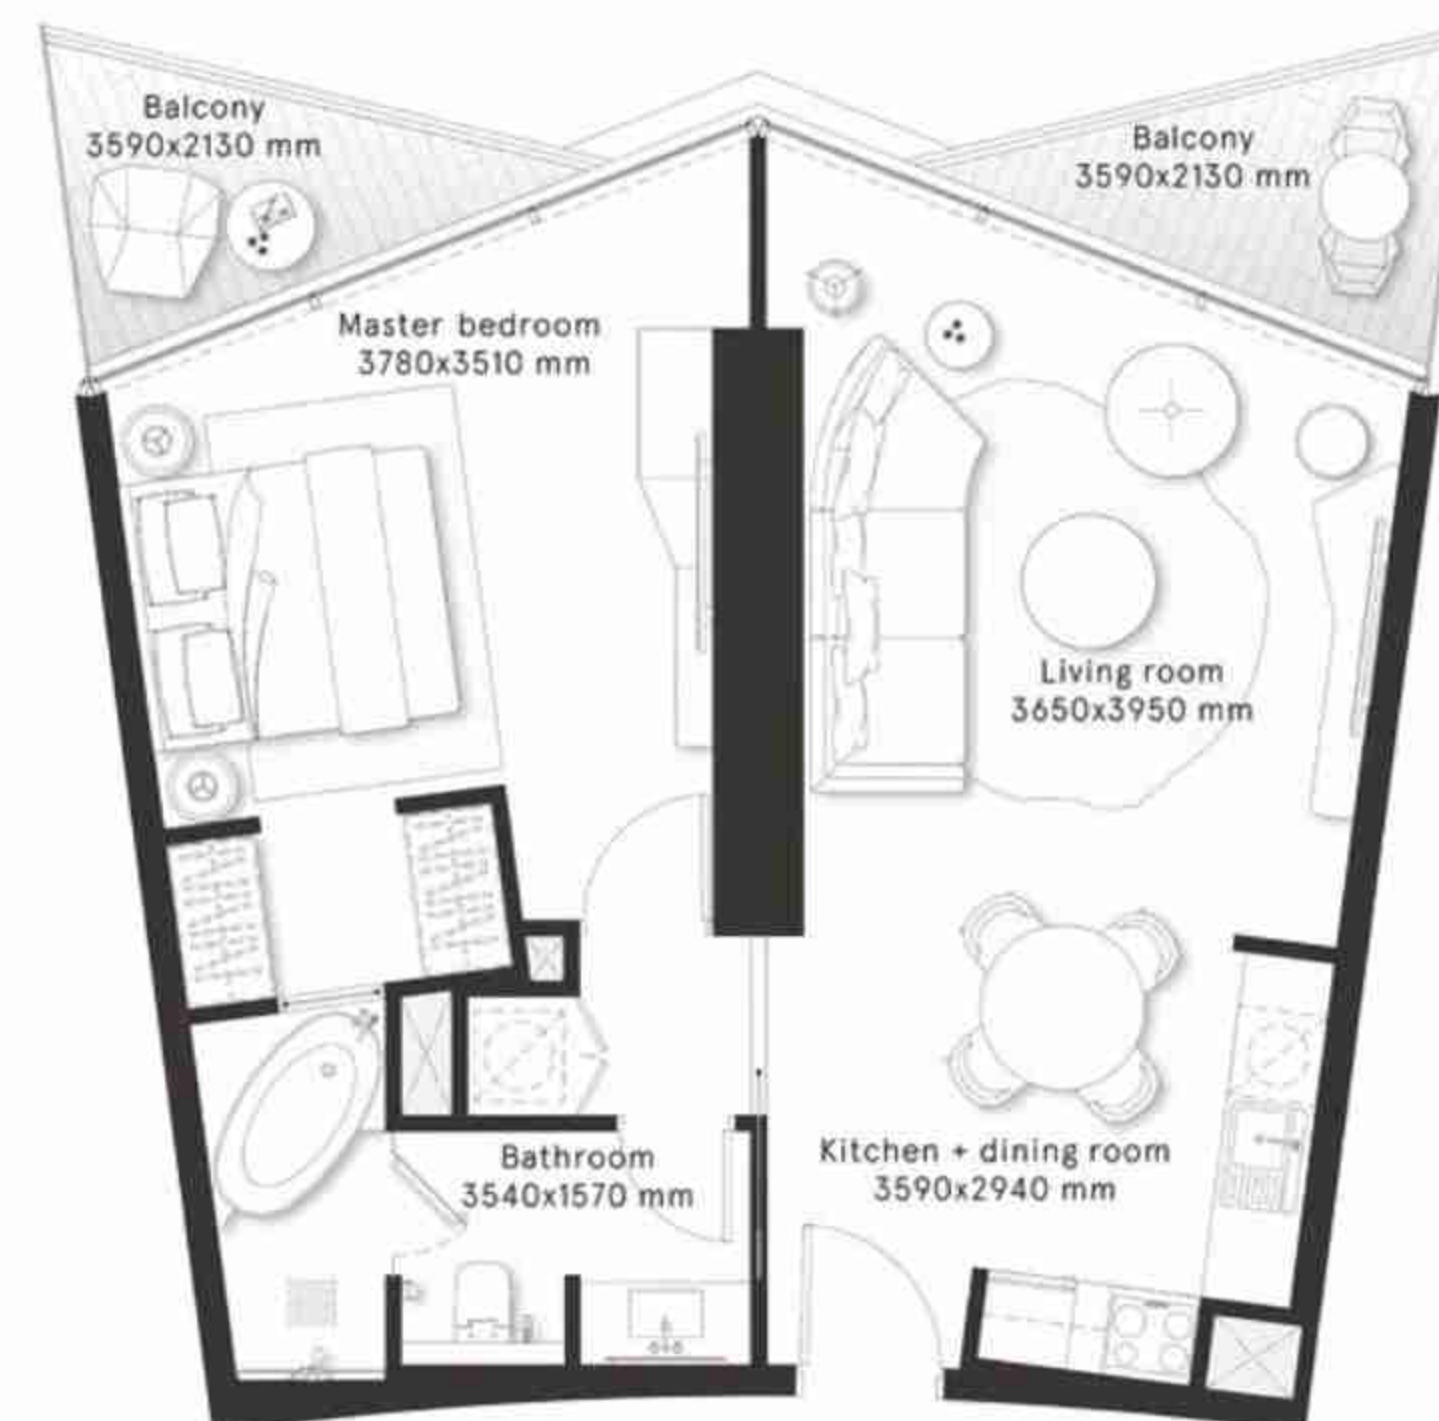 Balcony
3590x2130 mm
Balcony
3590x2130 mm
Master bedroom
3780x3510 mm
Living room
3650x3950 mm
Bathroom
3540x1570 mm
Kitchen + dining room
3590x2940 mm